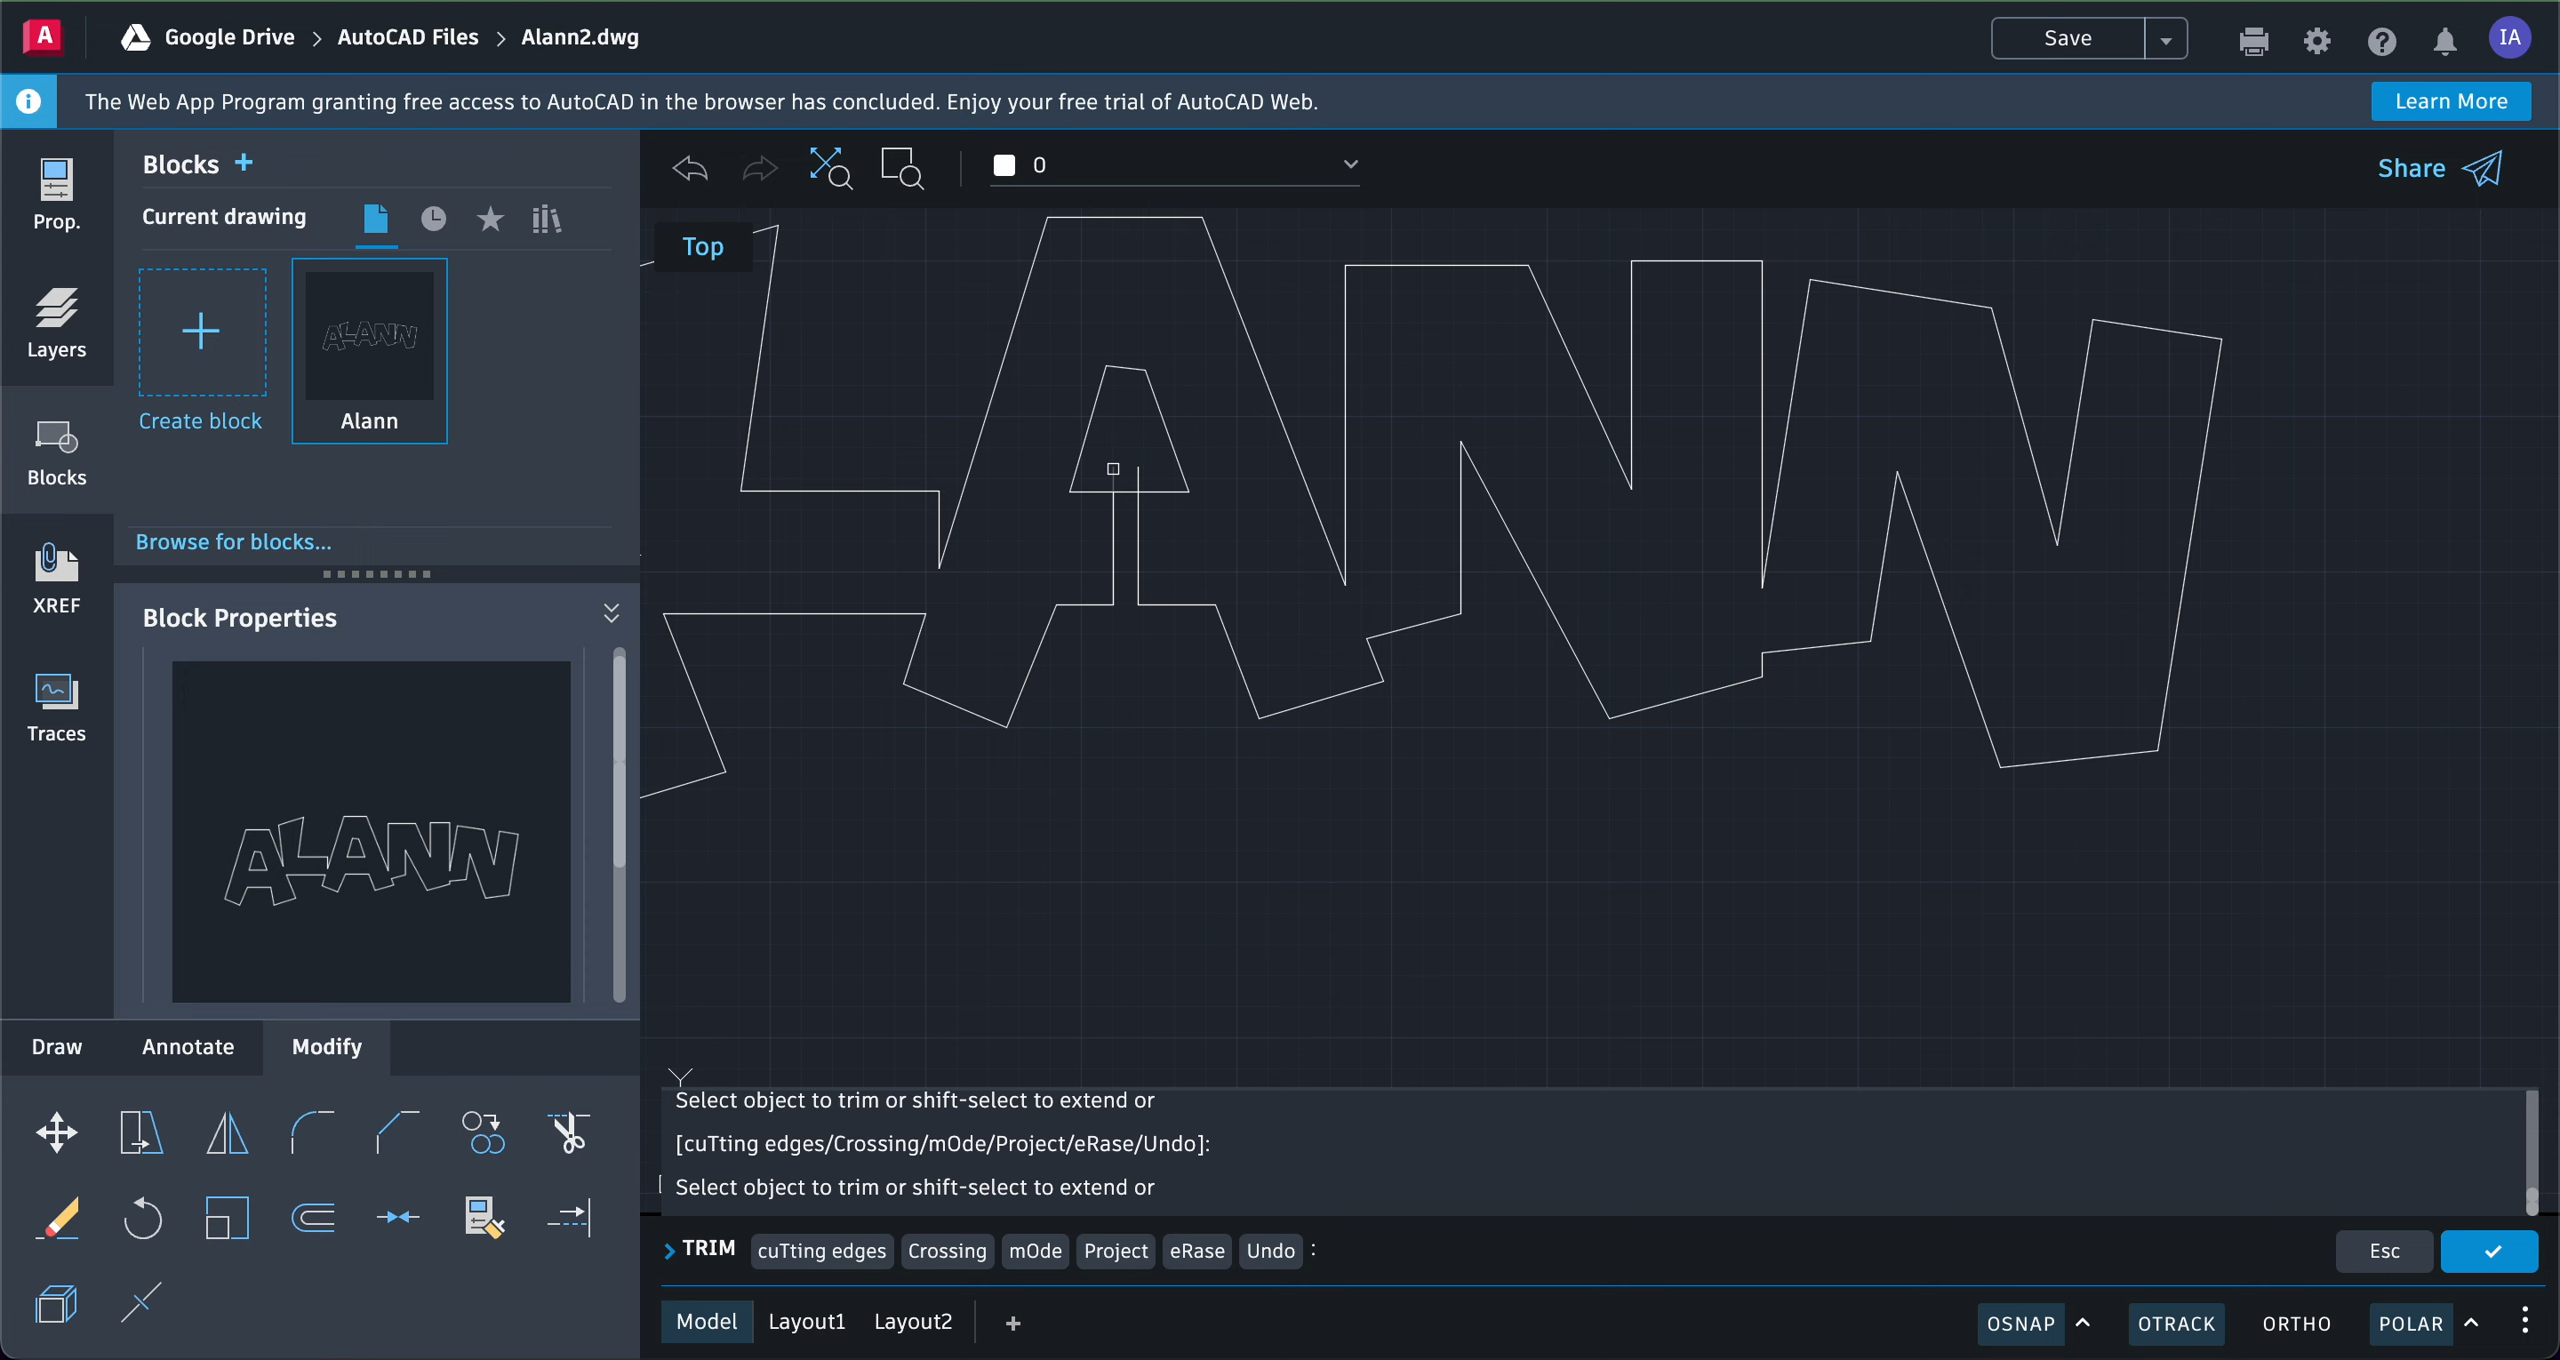 A
Google Drive > AutoCAD Files > Alann2.dwg
Save
IA
The Web App Program granting free access to AutoCAD in the browser has concluded. Enjoy your free trial of AutoCAD Web.
Learn More
Prop.
Layers
Blocks
XREF
Traces
Blocks +
Current drawing
Create block
Alann
ALANN
Browse for blocks...
Block Properties
ALANN
0
Share
Top
LANN
Draw
Annotate
Modify
Y
Select object to trim or shift-select to extend or
[cuTting edges/Crossing/mOde/Project/eRase/Undo]:
Select object to trim or shift-select to extend or
TRIM cuTting edges Crossing mOde Project eRase Undo :
Esc
Model Layout1 Layout2 +
OSNAP OTRACK ORTHO POLAR